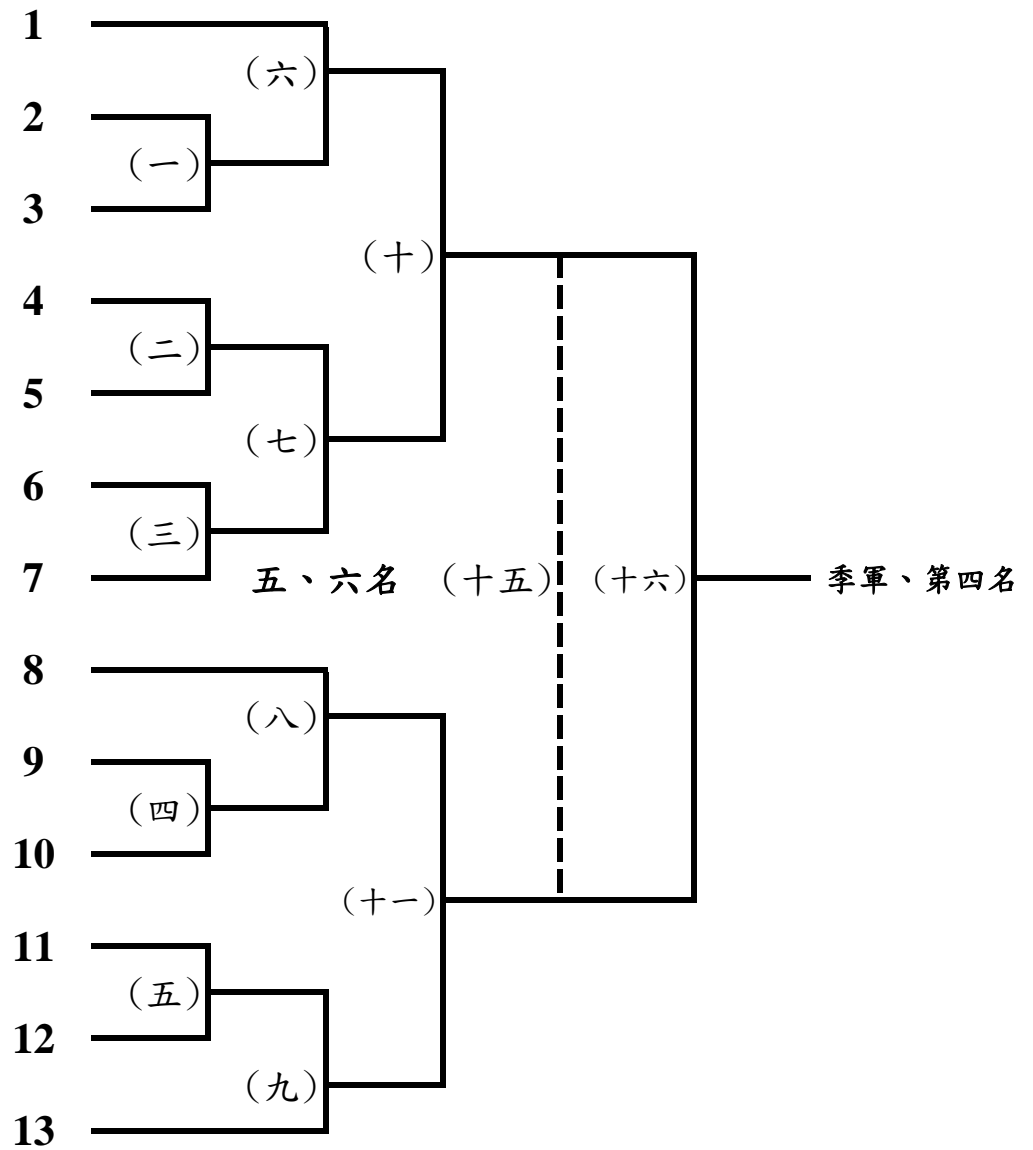 1
（六）
2
（一）
3
（十）
4
（二）
5
（七）
6
（三）
7
五、六名 （十五） （十六） 季軍、第四名
8
（八）
9
（四）
10
（十一）
11
（五）
12
（九）
13